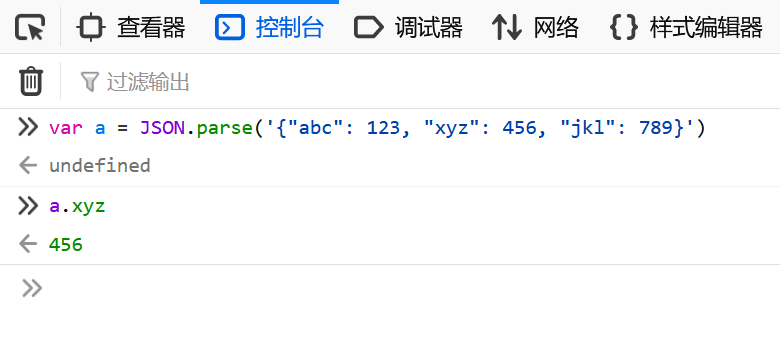 查看器 控制台 调试器 网络 {} 样式编辑器
过滤输出
>> var a = JSON.parse('{"abc": 123, "xyz": 456, "jkl": 789}')
← undefined
>> a.xyz
← 456
>>